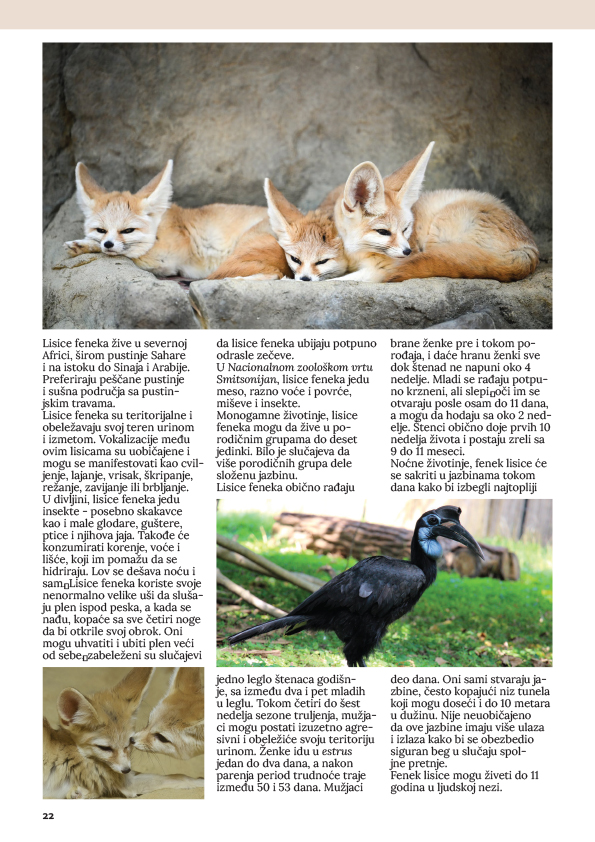 Lisice feneka žive u severnoj
Africi, širom pustinje Sahare
i na istoku do Sinaja i Arabije.
Preferiraju peščane pustinje
i sušna područja sa pustin-
jskim travama.
Lisice feneka su teritorijalne i
obeležavaju svoj teren urinom
i izmetom. Vokalizacije među
ovim lisicama su uobičajene i
mogu se manifestovati kao cvil-
jenje, lajanje, vrisak, škripanje,
režanje, zavijanje ili brbljanje.
U divljini, lisice feneka jedu
insekte - posebno skakavce
kao i male glodare, guštere,
ptice i njihova jaja. Takođe će
konzumirati korenje, voće i
lišće, koji im pomažu da se
hidriraju. Lov se dešava noću i
sam▯Lisice feneka koriste svoje
nenormalno velike uši da sluša-
ju plen ispod peska, a kada se
nađu, kopaće sa sve četiri noge
da bi otkrile svoj obrok. Oni
mogu uhvatiti i ubiti plen veći
od sebe▯zabeleženi su slučajevi
da lisice feneka ubijaju potpuno
odrasle zečeve.
U Nacionalnom zoološkom vrtu
Smitsonijan, lisice feneka jedu
meso, razno voće i povrće,
miševe i insekte.
Monogamne životinje, lisice
feneka mogu da žive u po-
rodičnim grupama do deset
jedinki. Bilo je slučajeva da
više porodičnih grupa dele
složenu jazbinu.
Lisice feneka obično rađaju
jedno leglo štenaca godišn-
je, sa između dva i pet mladih
u leglu. Tokom četiri do šest
nedelja sezone truljenja, mužja-
ci mogu postati izuzetno agre-
sivni i obeležiće svoju teritoriju
urinom. Ženke idu u estrus
jedan do dva dana, a nakon
parenja period trudnoće traje
između 50 i 53 dana. Mužjaci
brane ženke pre i tokom po-
rođaja, i daće hranu ženki sve
dok štenad ne napuni oko 4
nedelje. Mladi se rađaju potpu-
no krzneni, ali slepi▯oči im se
otvaraju posle osam do 11 dana,
a mogu da hodaju sa oko 2 ned-
elje. Štenci obično doje prvih 10
nedelja života i postaju zreli sa
9 do 11 meseci.
Noćne životinje, fenek lisice će
se sakriti u jazbinama tokom
dana kako bi izbegli najtopliji
deo dana. Oni sami stvaraju ja-
zbine, često kopajući niz tunela
koji mogu doseći i do 10 metara
u dužinu. Nije neuobičajeno
da ove jazbine imaju više ulaza
i izlaza kako bi se obezbedio
siguran beg u slučaju spol-
jne pretnje.
Fenek lisice mogu živeti do 11
godina u ljudskoj nezi.
22